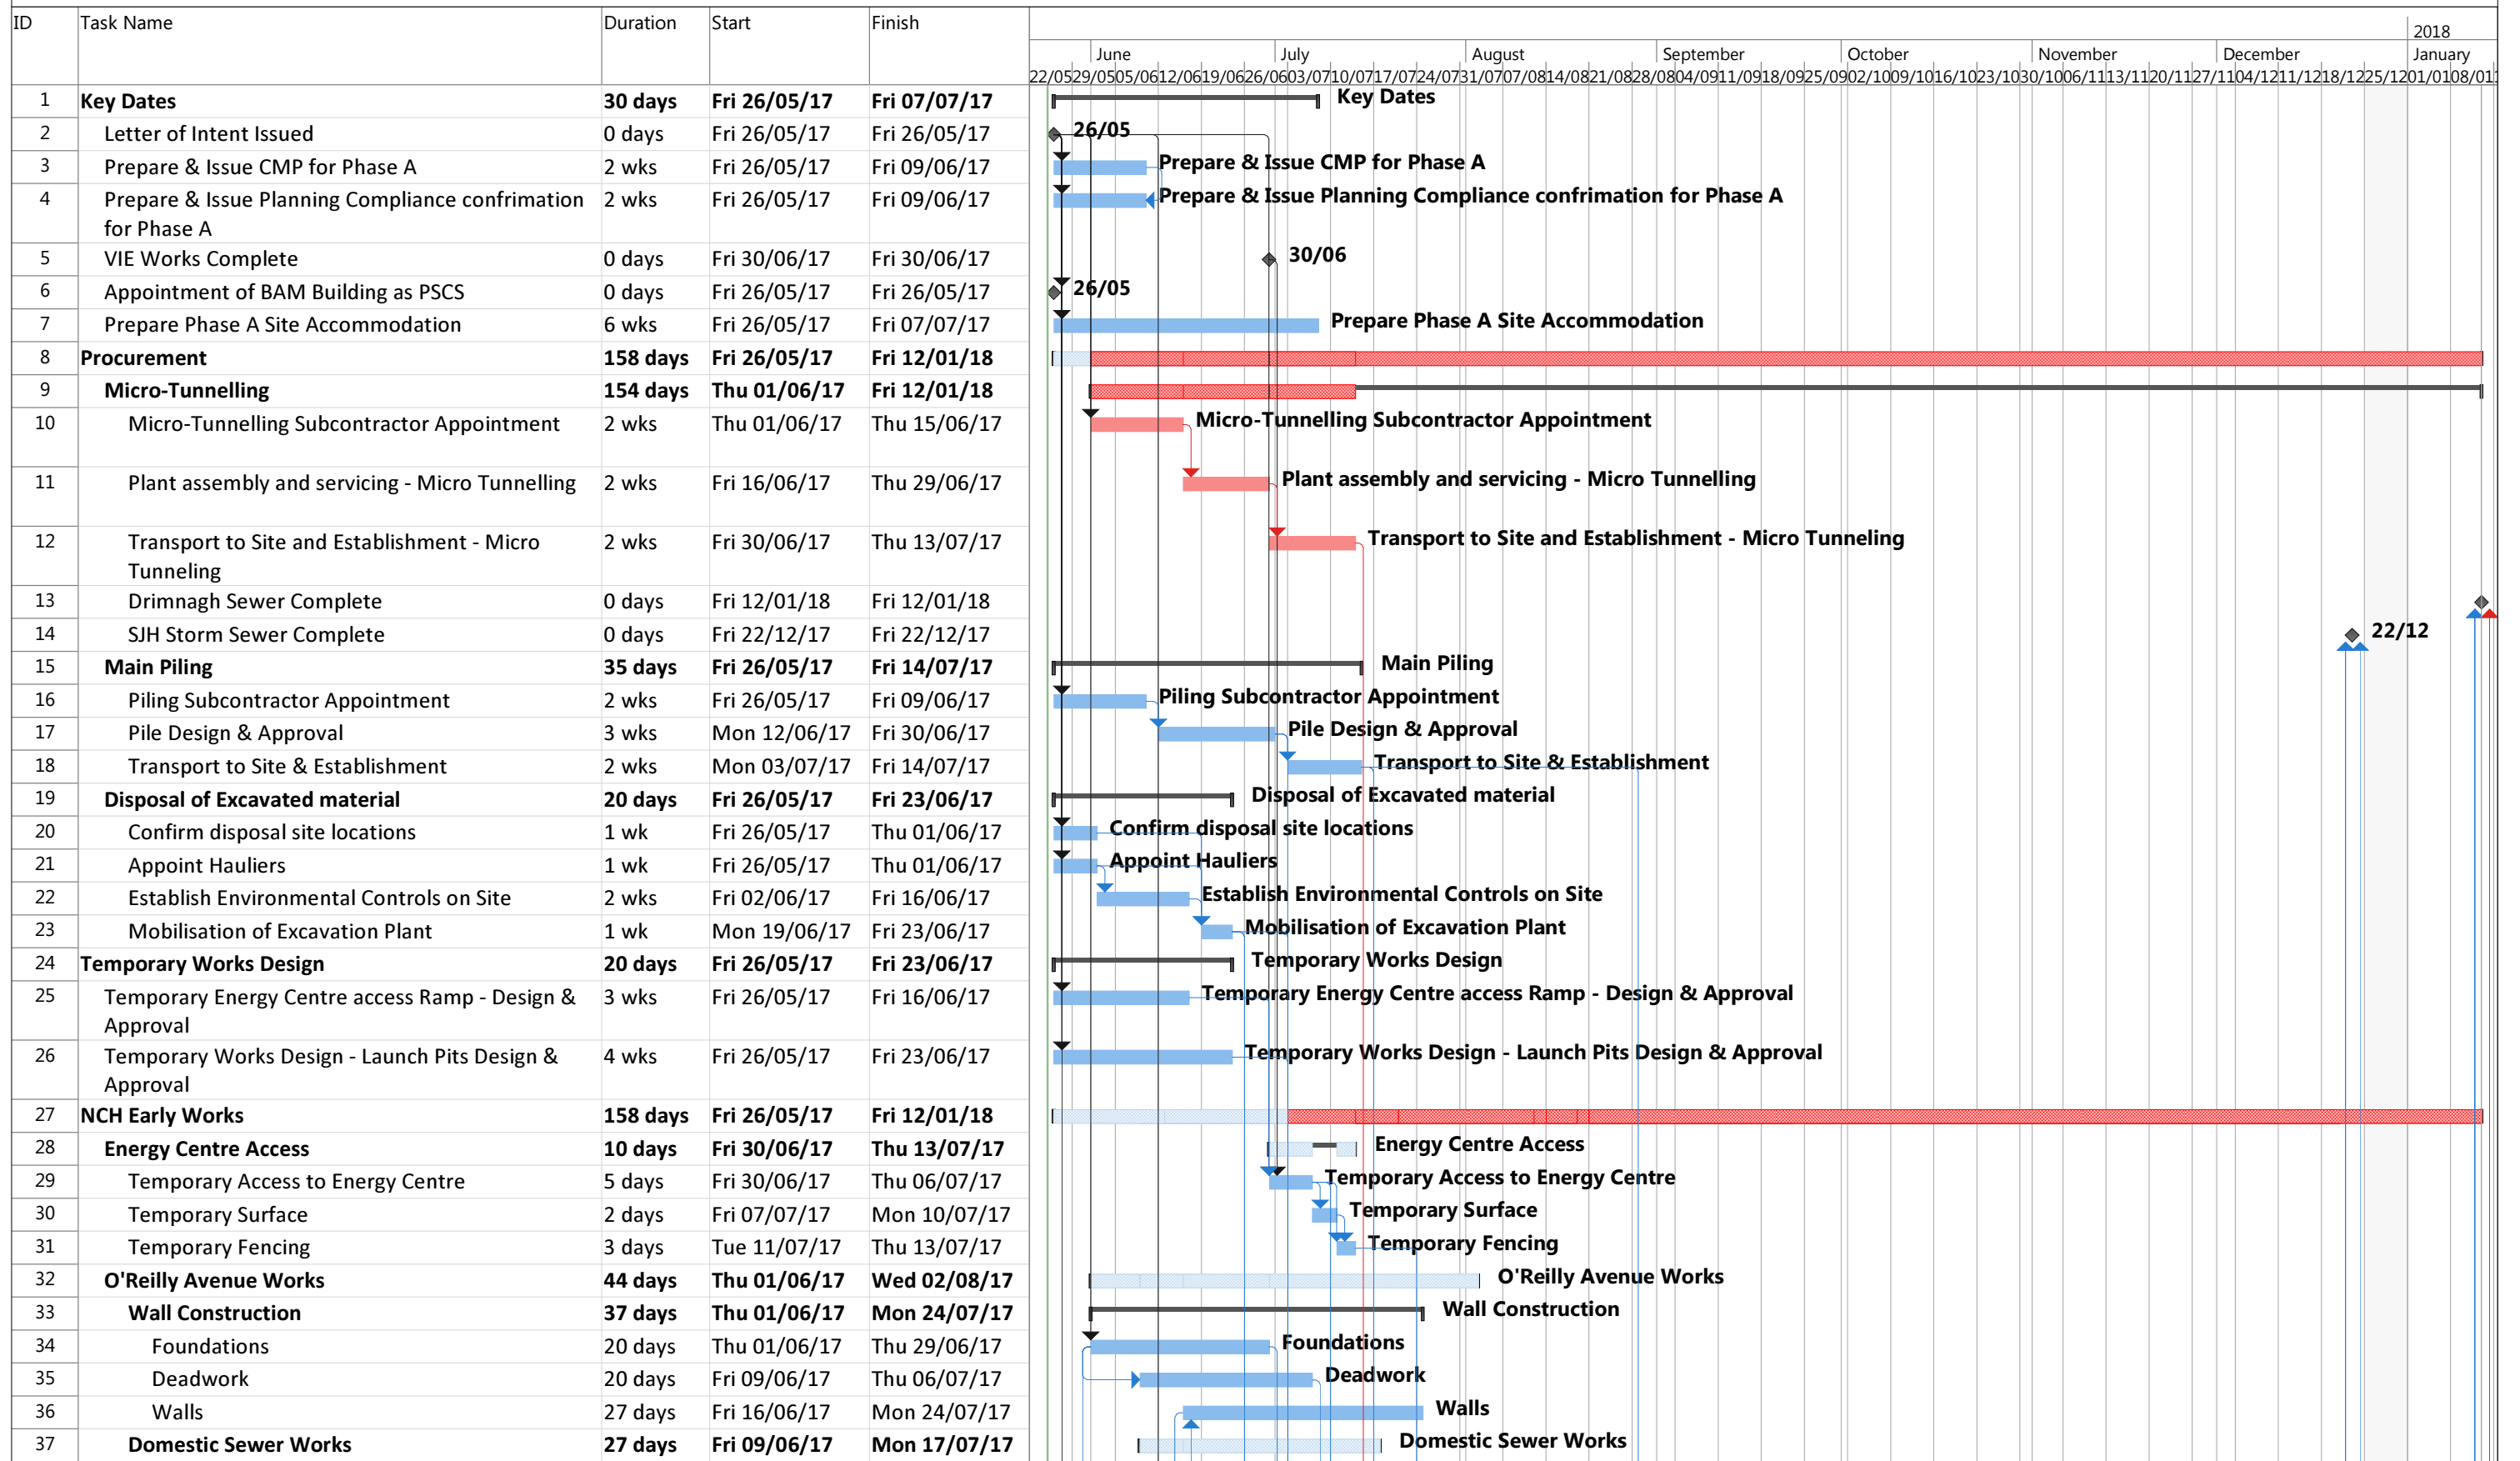 ID Task Name Duration Start Finish
2018
June July August September October November December January
22/05 29/05 05/06 12/06 19/06 26/06 03/07 10/07 17/07 24/07 31/07 07/08 14/08 21/08 28/08 04/09 11/09 18/09 25/09 02/10 09/10 16/10 23/10 30/10 06/11 13/11 20/11 27/11 04/12 11/12 18/12 25/12 01/01 08/01
1 Key Dates 30 days Fri 26/05/17 Fri 07/07/17 Key Dates
2 Letter of Intent Issued 0 days Fri 26/05/17 Fri 26/05/17 26/05
3 Prepare & Issue CMP for Phase A 2 wks Fri 26/05/17 Fri 09/06/17 Prepare & Issue CMP for Phase A
4 Prepare & Issue Planning Compliance confrimation 2 wks Fri 26/05/17 Fri 09/06/17 Prepare & Issue Planning Compliance confrimation for Phase A
for Phase A
5 VIE Works Complete 0 days Fri 30/06/17 Fri 30/06/17 30/06
6 Appointment of BAM Building as PSCS 0 days Fri 26/05/17 Fri 26/05/17 26/05
7 Prepare Phase A Site Accommodation 6 wks Fri 26/05/17 Fri 07/07/17 Prepare Phase A Site Accommodation
8 Procurement 158 days Fri 26/05/17 Fri 12/01/18
9 Micro-Tunnelling 154 days Thu 01/06/17 Fri 12/01/18
10 Micro-Tunnelling Subcontractor Appointment 2 wks Thu 01/06/17 Thu 15/06/17 Micro-Tunnelling Subcontractor Appointment
11 Plant assembly and servicing - Micro Tunnelling 2 wks Fri 16/06/17 Thu 29/06/17 Plant assembly and servicing - Micro Tunnelling
12 Transport to Site and Establishment - Micro 2 wks Fri 30/06/17 Thu 13/07/17 Transport to Site and Establishment - Micro Tunneling
Tunneling
13 Drimnagh Sewer Complete 0 days Fri 12/01/18 Fri 12/01/18
14 SJH Storm Sewer Complete 0 days Fri 22/12/17 Fri 22/12/17 22/12
15 Main Piling 35 days Fri 26/05/17 Fri 14/07/17 Main Piling
16 Piling Subcontractor Appointment 2 wks Fri 26/05/17 Fri 09/06/17 Piling Subcontractor Appointment
17 Pile Design & Approval 3 wks Mon 12/06/17 Fri 30/06/17 Pile Design & Approval
18 Transport to Site & Establishment 2 wks Mon 03/07/17 Fri 14/07/17 Transport to Site & Establishment
19 Disposal of Excavated material 20 days Fri 26/05/17 Fri 23/06/17 Disposal of Excavated material
20 Confirm disposal site locations 1 wk Fri 26/05/17 Thu 01/06/17 Confirm disposal site locations
21 Appoint Hauliers 1 wk Fri 26/05/17 Thu 01/06/17 Appoint Hauliers
22 Establish Environmental Controls on Site 2 wks Fri 02/06/17 Fri 16/06/17 Establish Environmental Controls on Site
23 Mobilisation of Excavation Plant 1 wk Mon 19/06/17 Fri 23/06/17 Mobilisation of Excavation Plant
24 Temporary Works Design 20 days Fri 26/05/17 Fri 23/06/17 Temporary Works Design
25 Temporary Energy Centre access Ramp - Design & 3 wks Fri 26/05/17 Fri 16/06/17 Temporary Energy Centre access Ramp - Design & Approval
Approval
26 Temporary Works Design - Launch Pits Design & 4 wks Fri 26/05/17 Fri 23/06/17 Temporary Works Design - Launch Pits Design & Approval
Approval
27 NCH Early Works 158 days Fri 26/05/17 Fri 12/01/18
28 Energy Centre Access 10 days Fri 30/06/17 Thu 13/07/17 Energy Centre Access
29 Temporary Access to Energy Centre 5 days Fri 30/06/17 Thu 06/07/17 Temporary Access to Energy Centre
30 Temporary Surface 2 days Fri 07/07/17 Mon 10/07/17 Temporary Surface
31 Temporary Fencing 3 days Tue 11/07/17 Thu 13/07/17 Temporary Fencing
32 O'Reilly Avenue Works 44 days Thu 01/06/17 Wed 02/08/17 O'Reilly Avenue Works
33 Wall Construction 37 days Thu 01/06/17 Mon 24/07/17 Wall Construction
34 Foundations 20 days Thu 01/06/17 Thu 29/06/17 Foundations
35 Deadwork 20 days Fri 09/06/17 Thu 06/07/17 Deadwork
36 Walls 27 days Fri 16/06/17 Mon 24/07/17 Walls
37 Domestic Sewer Works 27 days Fri 09/06/17 Mon 17/07/17 Domestic Sewer Works